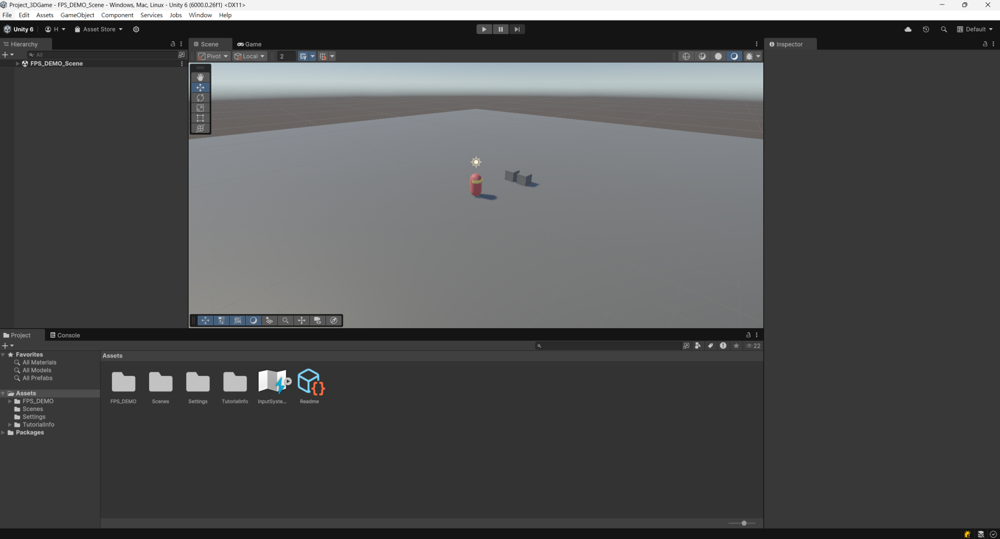 Project_3DGame - FPS_DEMO_Scene - Windows, Mac, Linux - Unity 6 (6000.0.26f1) <DX11>
File Edit Assets GameObject Component Services Jobs Window Help
Unity 6 H Asset Store Default
Hierarchy
All
FPS_DEMO_Scene
Scene Game
Pivot Local 2
Inspector
Project Console
22
Favorites
All Materials
All Models
All Prefabs
Assets
FPS_DEMO
Scenes
Settings
TutorialInfo
Packages
Assets
FPS_DEMO Scenes Settings TutorialInfo InputSyste... Readme